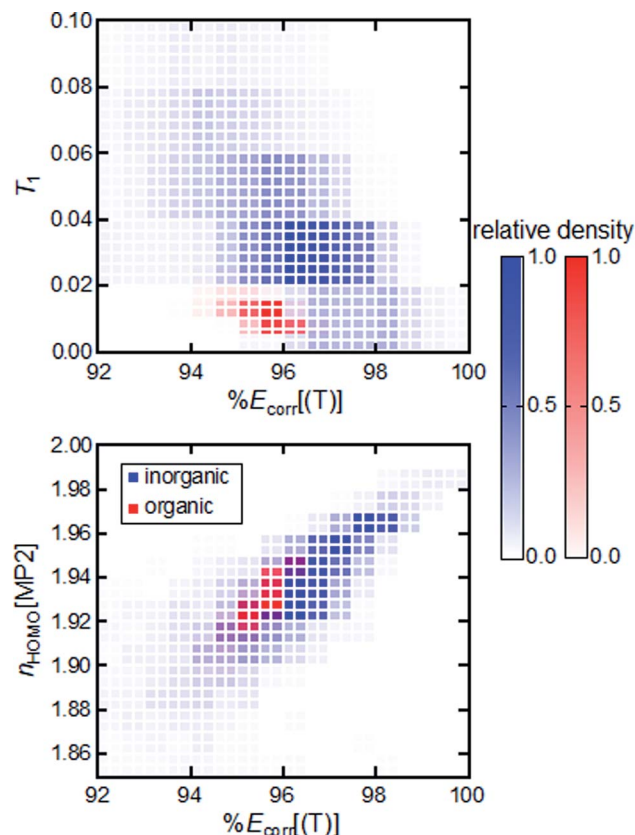 0.10
0.08
0.06
0.04
0.02
0.00
T1
92 94 96 98 100
%Ecorr[(T)]
relative density
1.0 1.0
0.5 0.5
0.0 0.0
2.00
1.98
1.96
1.94
1.92
1.90
1.88
1.86
nHOMO[MP2]
inorganic
organic
92 94 96 98 100
%Ecorr[(T)]